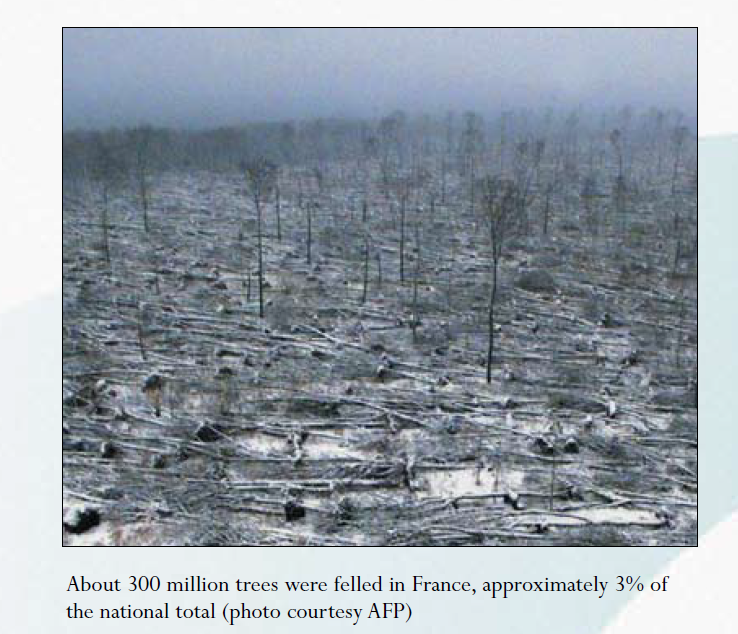 About 300 million trees were felled in France, approximately 3% of
the national total (photo courtesy AFP)